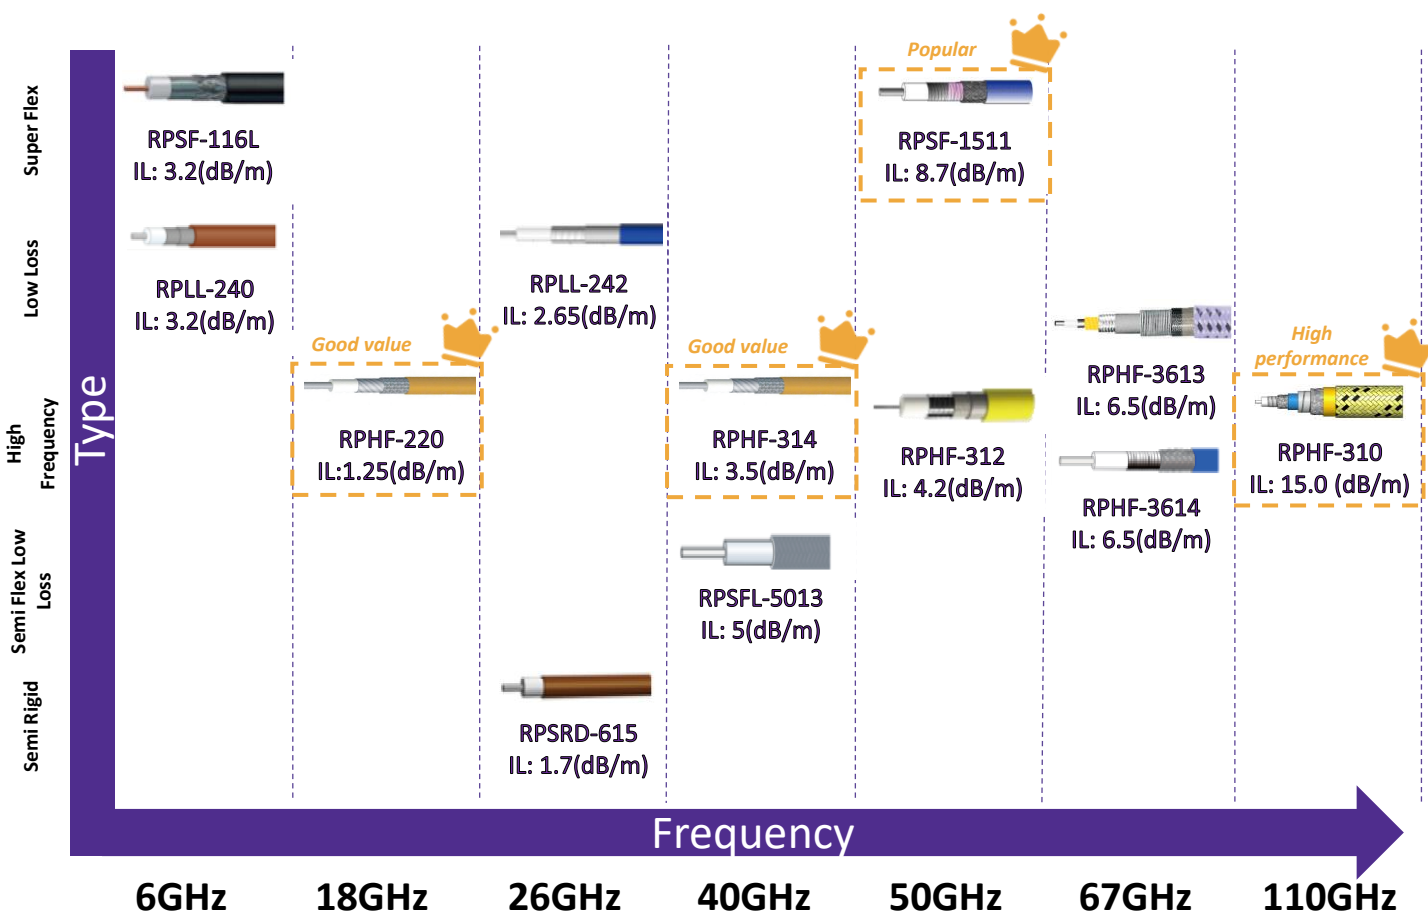 Type
Super Flex
Low Loss
High
Frequency
Semi Flex Low
Loss
Semi Rigid
RPSF-116L
IL: 3.2(dB/m)
Popular
RPSF-1511
IL: 8.7(dB/m)
RPLL-240
IL: 3.2(dB/m)
RPLL-242
IL: 2.65(dB/m)
Good value
RPHF-220
IL:1.25(dB/m)
Good value
RPHF-314
IL: 3.5(dB/m)
RPHF-312
IL: 4.2(dB/m)
RPHF-3613
IL: 6.5(dB/m)
RPHF-3614
IL: 6.5(dB/m)
High
performance
RPHF-310
IL: 15.0 (dB/m)
RPSFL-5013
IL: 5(dB/m)
RPSRD-615
IL: 1.7(dB/m)
Frequency
6GHz
18GHz
26GHz
40GHz
50GHz
67GHz
110GHz